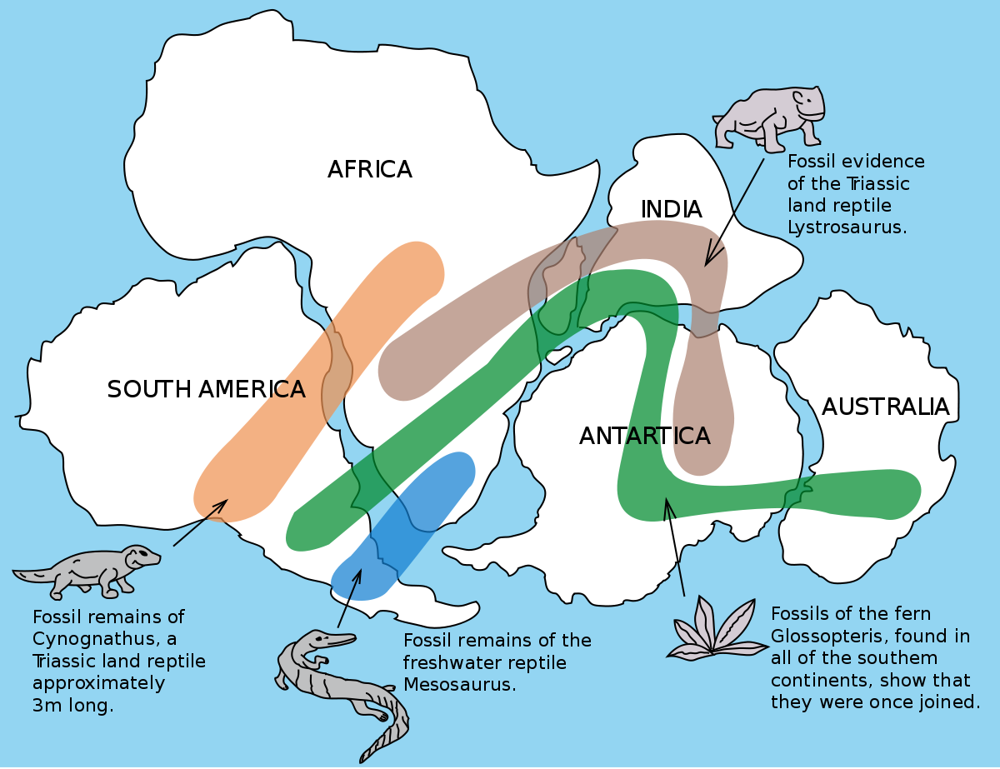 AFRICA
INDIA
Fossil evidence
of the Triassic
land reptile
Lystrosaurus.
SOUTH AMERICA
AUSTRALIA
ANTARTICA
Fossil remains of
Cynognathus, a
Triassic land reptile
approximately
3m long.
Fossil remains of the
freshwater reptile
Mesosaurus.
Fossils of the fern
Glossopteris, found in
all of the southern
continents, show that
they were once joined.